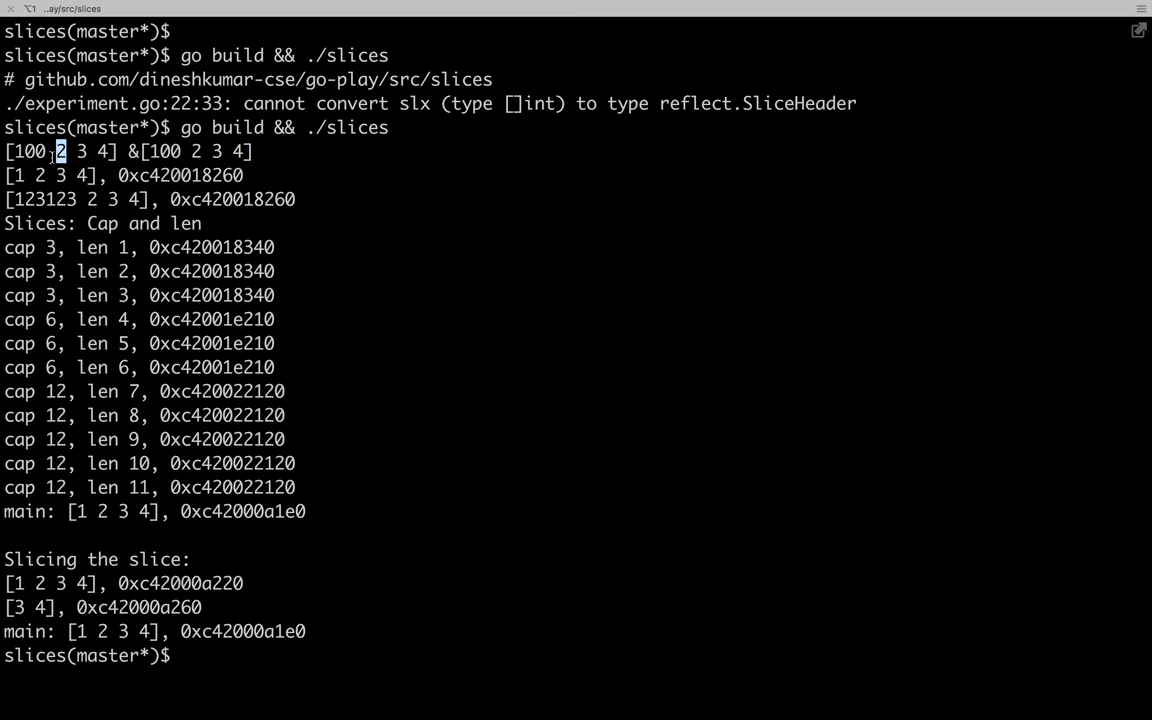 ⌥1 ..ay/src/slices
slices(master*)$
slices(master*)$ go build && ./slices
# github.com/dineshkumar-cse/go-play/src/slices
./experiment.go:22:33: cannot convert slx (type []int) to type reflect.SliceHeader
slices(master*)$ go build && ./slices
[100 2 3 4] &[100 2 3 4]
[1 2 3 4], 0xc420018260
[123123 2 3 4], 0xc420018260
Slices: Cap and len
cap 3, len 1, 0xc420018340
cap 3, len 2, 0xc420018340
cap 3, len 3, 0xc420018340
cap 6, len 4, 0xc42001e210
cap 6, len 5, 0xc42001e210
cap 6, len 6, 0xc42001e210
cap 12, len 7, 0xc420022120
cap 12, len 8, 0xc420022120
cap 12, len 9, 0xc420022120
cap 12, len 10, 0xc420022120
cap 12, len 11, 0xc420022120
main: [1 2 3 4], 0xc42000a1e0
Slicing the slice:
[1 2 3 4], 0xc42000a220
[3 4], 0xc42000a260
main: [1 2 3 4], 0xc42000a1e0
slices(master*)$